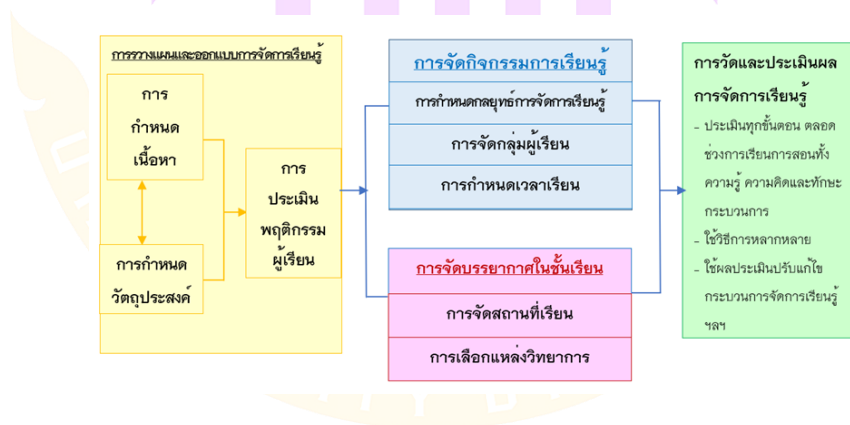 การวางแผนและออกแบบการจัดการเรียนรู้
การ
กำหนด
เนื้อหา
การกำหนด
วัตถุประสงค์
การ
ประเมิน
พฤติกรรม
ผู้เรียน
การจัดกิจกรรมการเรียนรู้
การกำหนดกลยุทธ์การจัดการเรียนรู้
การจัดกลุ่มผู้เรียน
การกำหนดเวลาเรียน
การจัดบรรยากาศในชั้นเรียน
การจัดสถานที่เรียน
การเลือกแหล่งวิทยาการ
การวัดและประเมินผล
การจัดการเรียนรู้
- ประเมินทุกขั้นตอน ตลอด
ช่วงการเรียนการสอนทั้ง
ความรู้ ความคิดและทักษะ
กระบวนการ
- ใช้วิธีการหลากหลาย
- ใช้ผลประเมินปรับแก้ไข
กระบวนการจัดการเรียนรู้
ฯลฯ